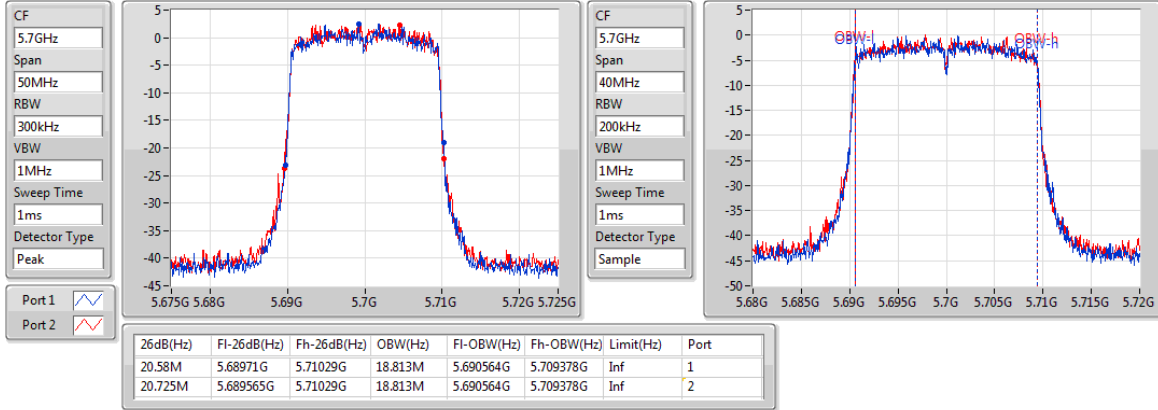 CF
5.7GHz
Span
50MHz
RBW
300kHz
VBW
1MHz
Sweep Time
1ms
Detector Type
Peak
Port 1
Port 2
5
0
-5
-10
-15
-20
-25
-30
-35
-40
-45
5.675G 5.68G 5.69G 5.7G 5.71G 5.72G 5.725G
CF
5.7GHz
Span
40MHz
RBW
200kHz
VBW
1MHz
Sweep Time
1ms
Detector Type
Sample
5
0
-5
-10
-15
-20
-25
-30
-35
-40
-45
-50
OBW-l OBW-h
OBW-l OBW-h
5.68G 5.685G 5.69G 5.695G 5.7G 5.705G 5.71G 5.715G 5.72G
26dB(Hz) Fl-26dB(Hz) Fh-26dB(Hz) OBW(Hz) Fl-OBW(Hz) Fh-OBW(Hz) Limit(Hz) Port
20.58M 5.68971G 5.71029G 18.813M 5.690564G 5.709378G Inf 1
20.725M 5.689565G 5.71029G 18.813M 5.690564G 5.709378G Inf 2